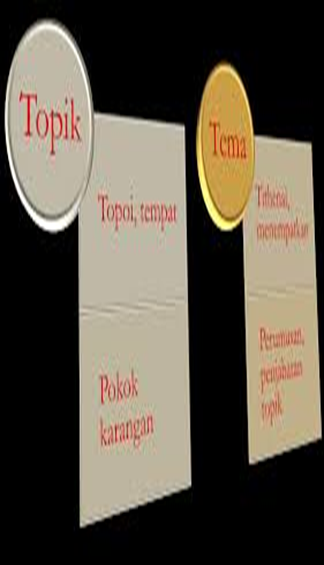 Topik
Topoi, tempat
Pokok
karangan
Tema
Tithenai,
menempatkan
Perumusan,
penjabaran
topik